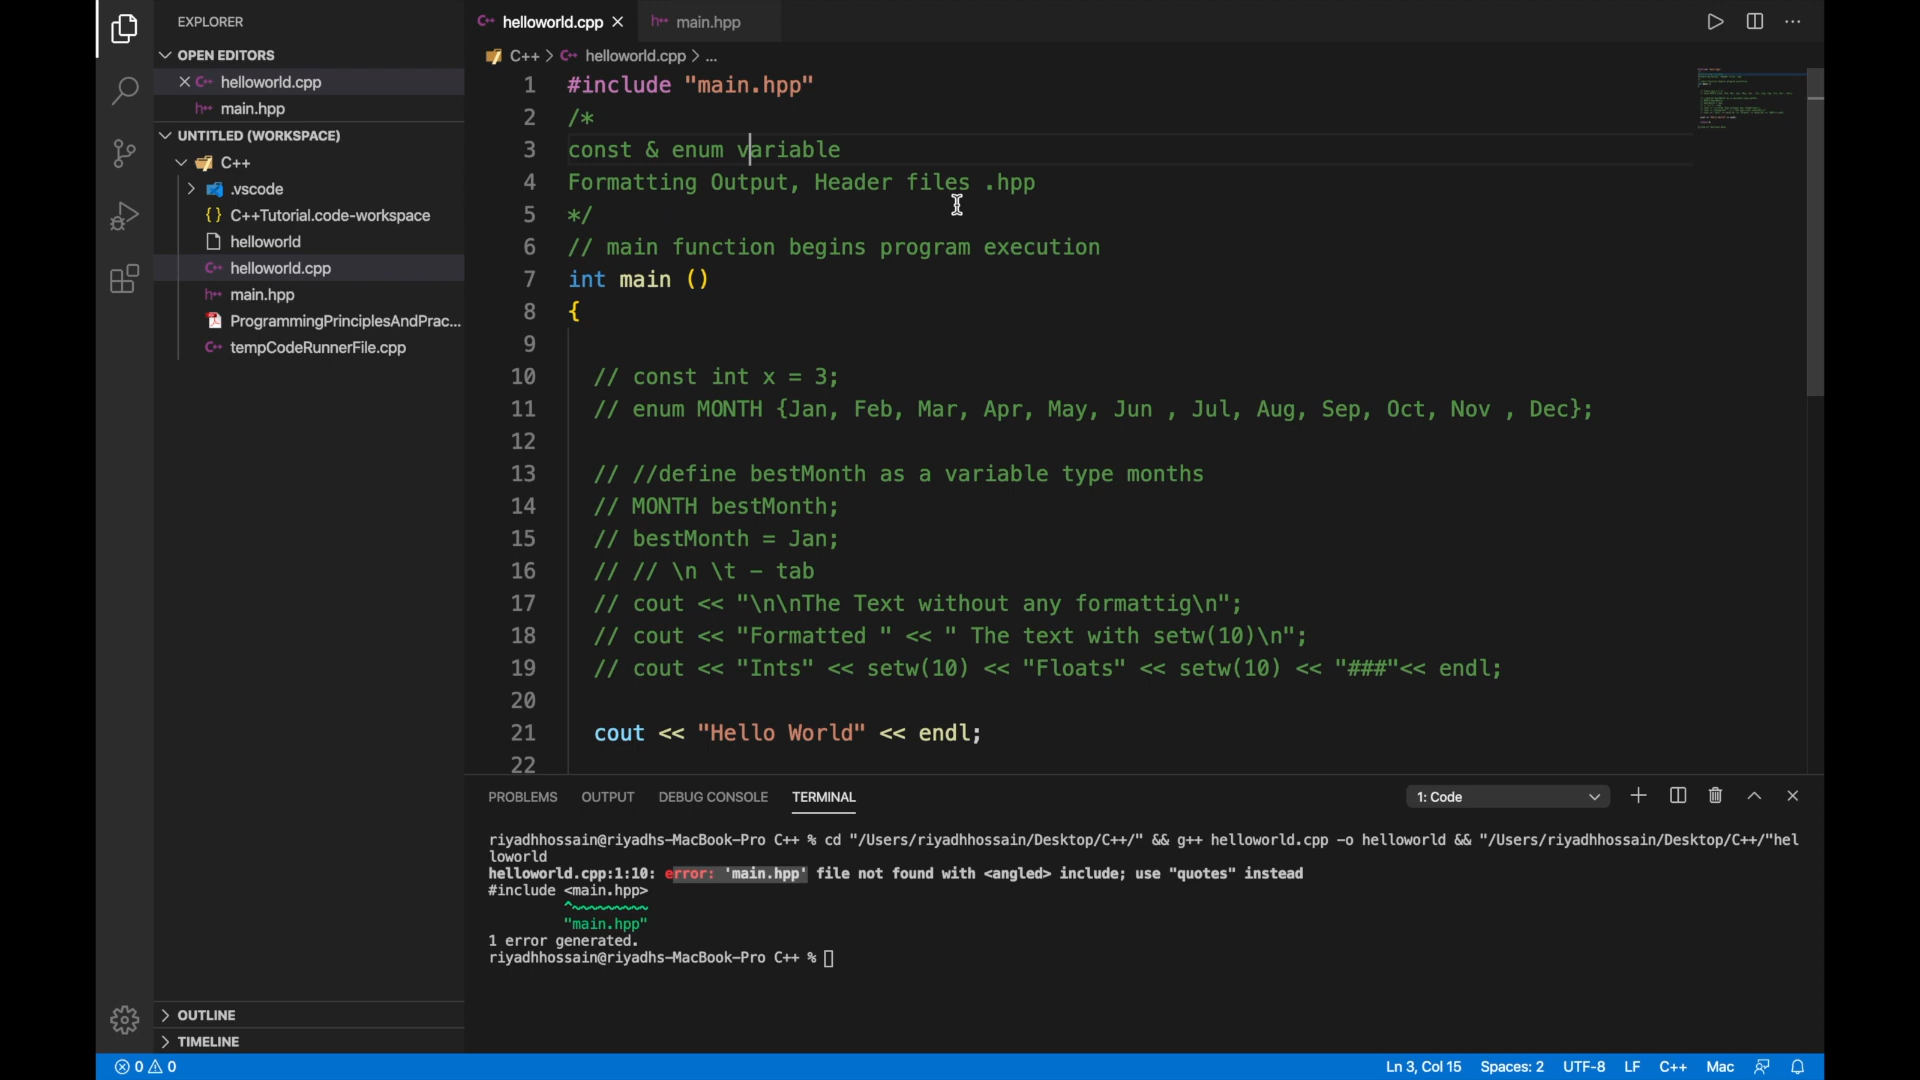 EXPLORER
OPEN EDITORS
helloworld.cpp
main.hpp
UNTITLED (WORKSPACE)
C++
.vscode
C++Tutorial.code-workspace
helloworld
helloworld.cpp
main.hpp
ProgrammingPrinciplesAndPrac...
tempCodeRunnerFile.cpp
OUTLINE
TIMELINE
helloworld.cpp
main.hpp
C++ > helloworld.cpp > ...
1 #include "main.hpp"
2 /*
3 const & enum variable
4 Formatting Output, Header files .hpp
5 */
6 // main function begins program execution
7 int main ()
8 {
9
10 // const int x = 3;
11 // enum MONTH {Jan, Feb, Mar, Apr, May, Jun , Jul, Aug, Sep, Oct, Nov , Dec};
12
13 // //define bestMonth as a variable type months
14 // MONTH bestMonth;
15 // bestMonth = Jan;
16 // // \n \t - tab
17 // cout << "\n\nThe Text without any formattig\n";
18 // cout << "Formatted " << " The text with setw(10)\n";
19 // cout << "Ints" << setw(10) << "Floats" << setw(10) << "###"<< endl;
20
21 cout << "Hello World" << endl;
22
PROBLEMS OUTPUT DEBUG CONSOLE TERMINAL 1: Code
riyadhhossain@riyadhs-MacBook-Pro C++ % cd "/Users/riyadhhossain/Desktop/C++/" && g++ helloworld.cpp -o helloworld && "/Users/riyadhhossain/Desktop/C++/"hel
loworld
helloworld.cpp:1:10: error: 'main.hpp' file not found with <angled> include; use "quotes" instead
#include <main.hpp>
^~~~~~~~~~
"main.hpp"
1 error generated.
riyadhhossain@riyadhs-MacBook-Pro C++ %
0 0 Ln 3, Col 15 Spaces: 2 UTF-8 LF C++ Mac